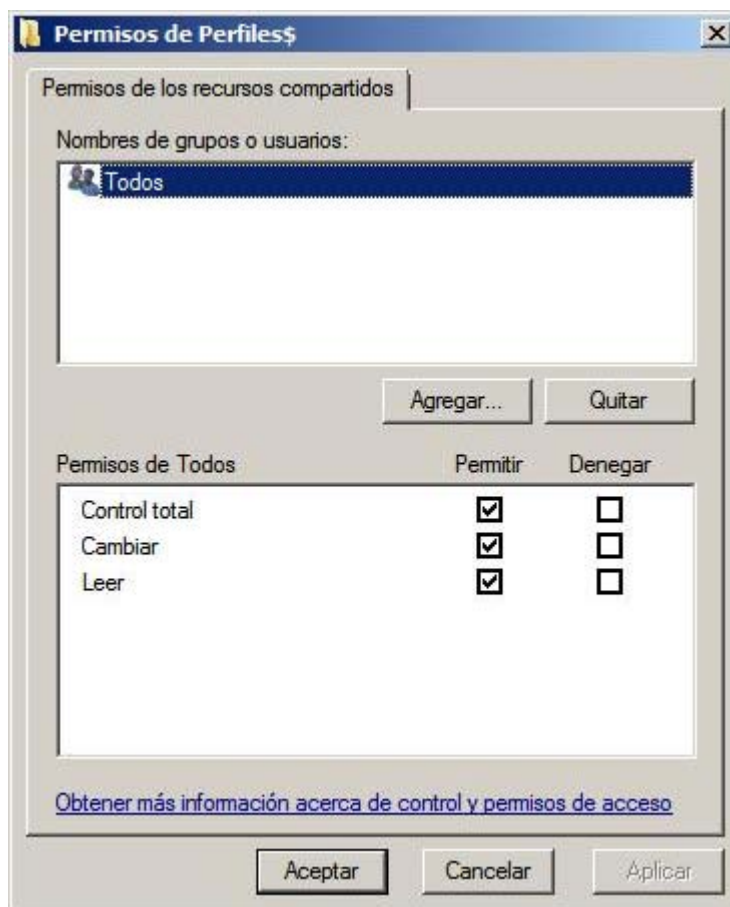 Permisos de Perfiles$
Permisos de los recursos compartidos
Nombres de grupos o usuarios:
Todos
Agregar... Quitar
Permisos de Todos Permitir Denegar
Control total
Cambiar
Leer
Obtener más información acerca de control y permisos de acceso
Aceptar Cancelar Aplicar